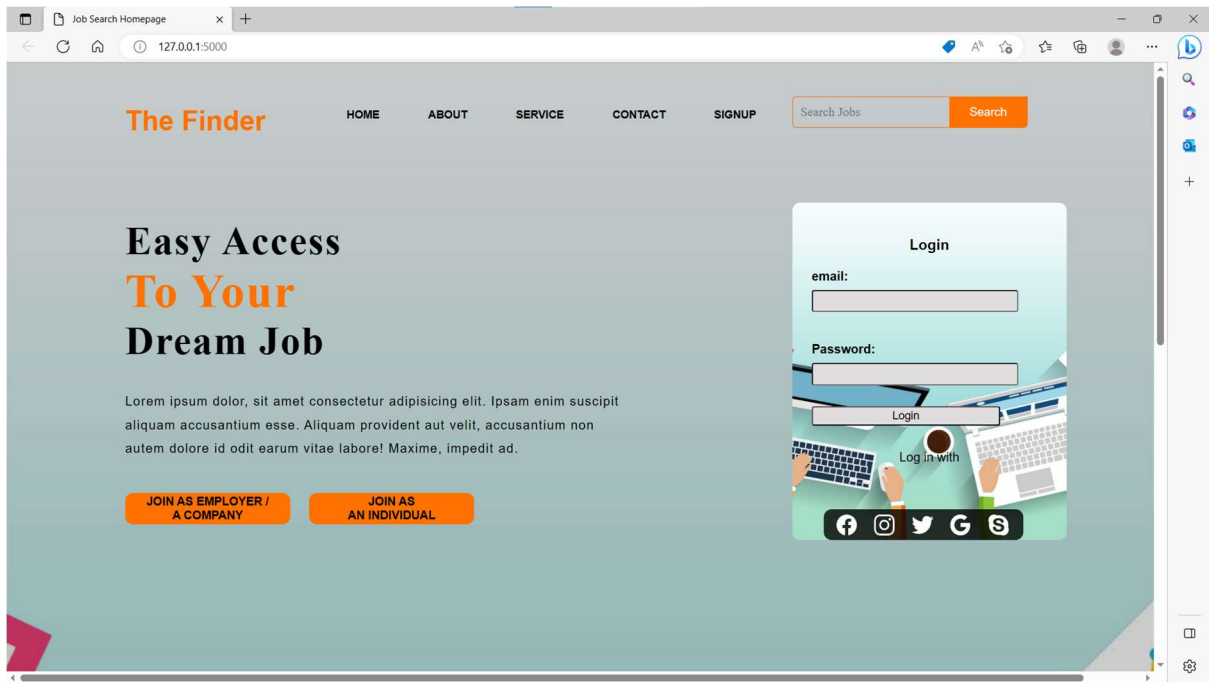 Job Search Homepage
127.0.0.1:5000
The Finder
HOME ABOUT SERVICE CONTACT SIGNUP
Search Jobs Search
Easy Access
To Your
Dream Job
Lorem ipsum dolor, sit amet consectetur adipisicing elit. Ipsam enim suscipit
aliquam accusantium esse. Aliquam provident aut velit, accusantium non
autem dolore id odit earum vitae labore! Maxime, impedit ad.
JOIN AS EMPLOYER /
A COMPANY
JOIN AS
AN INDIVIDUAL
Login
email:
Password:
Login
Log in with